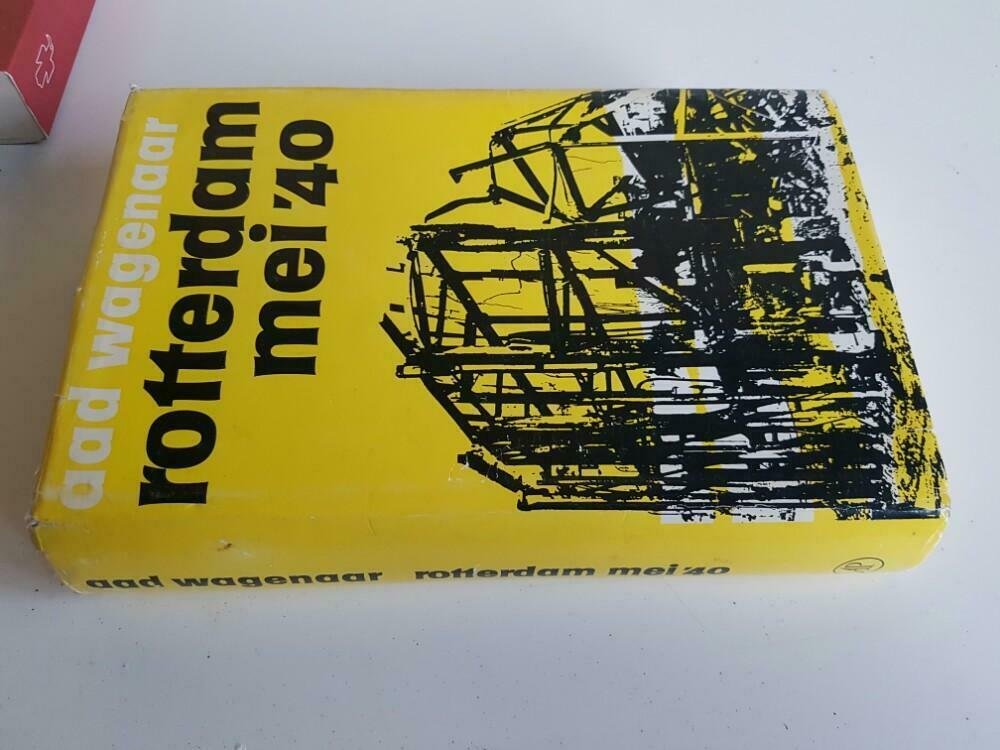 aad wagenaar
rotterdam
mei '40
aad wagenaar rotterdam mei '40